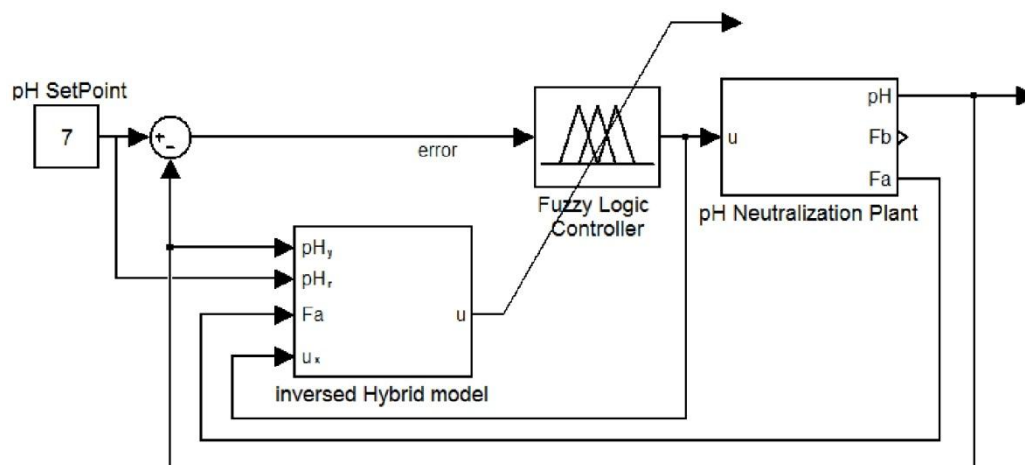 pH SetPoint
7
+
-
error
Fuzzy Logic
Controller
u
pH
Fb
Fa
pH Neutralization Plant
pHᵧ
pHᵣ
Fa
uₓ
u
inversed Hybrid model